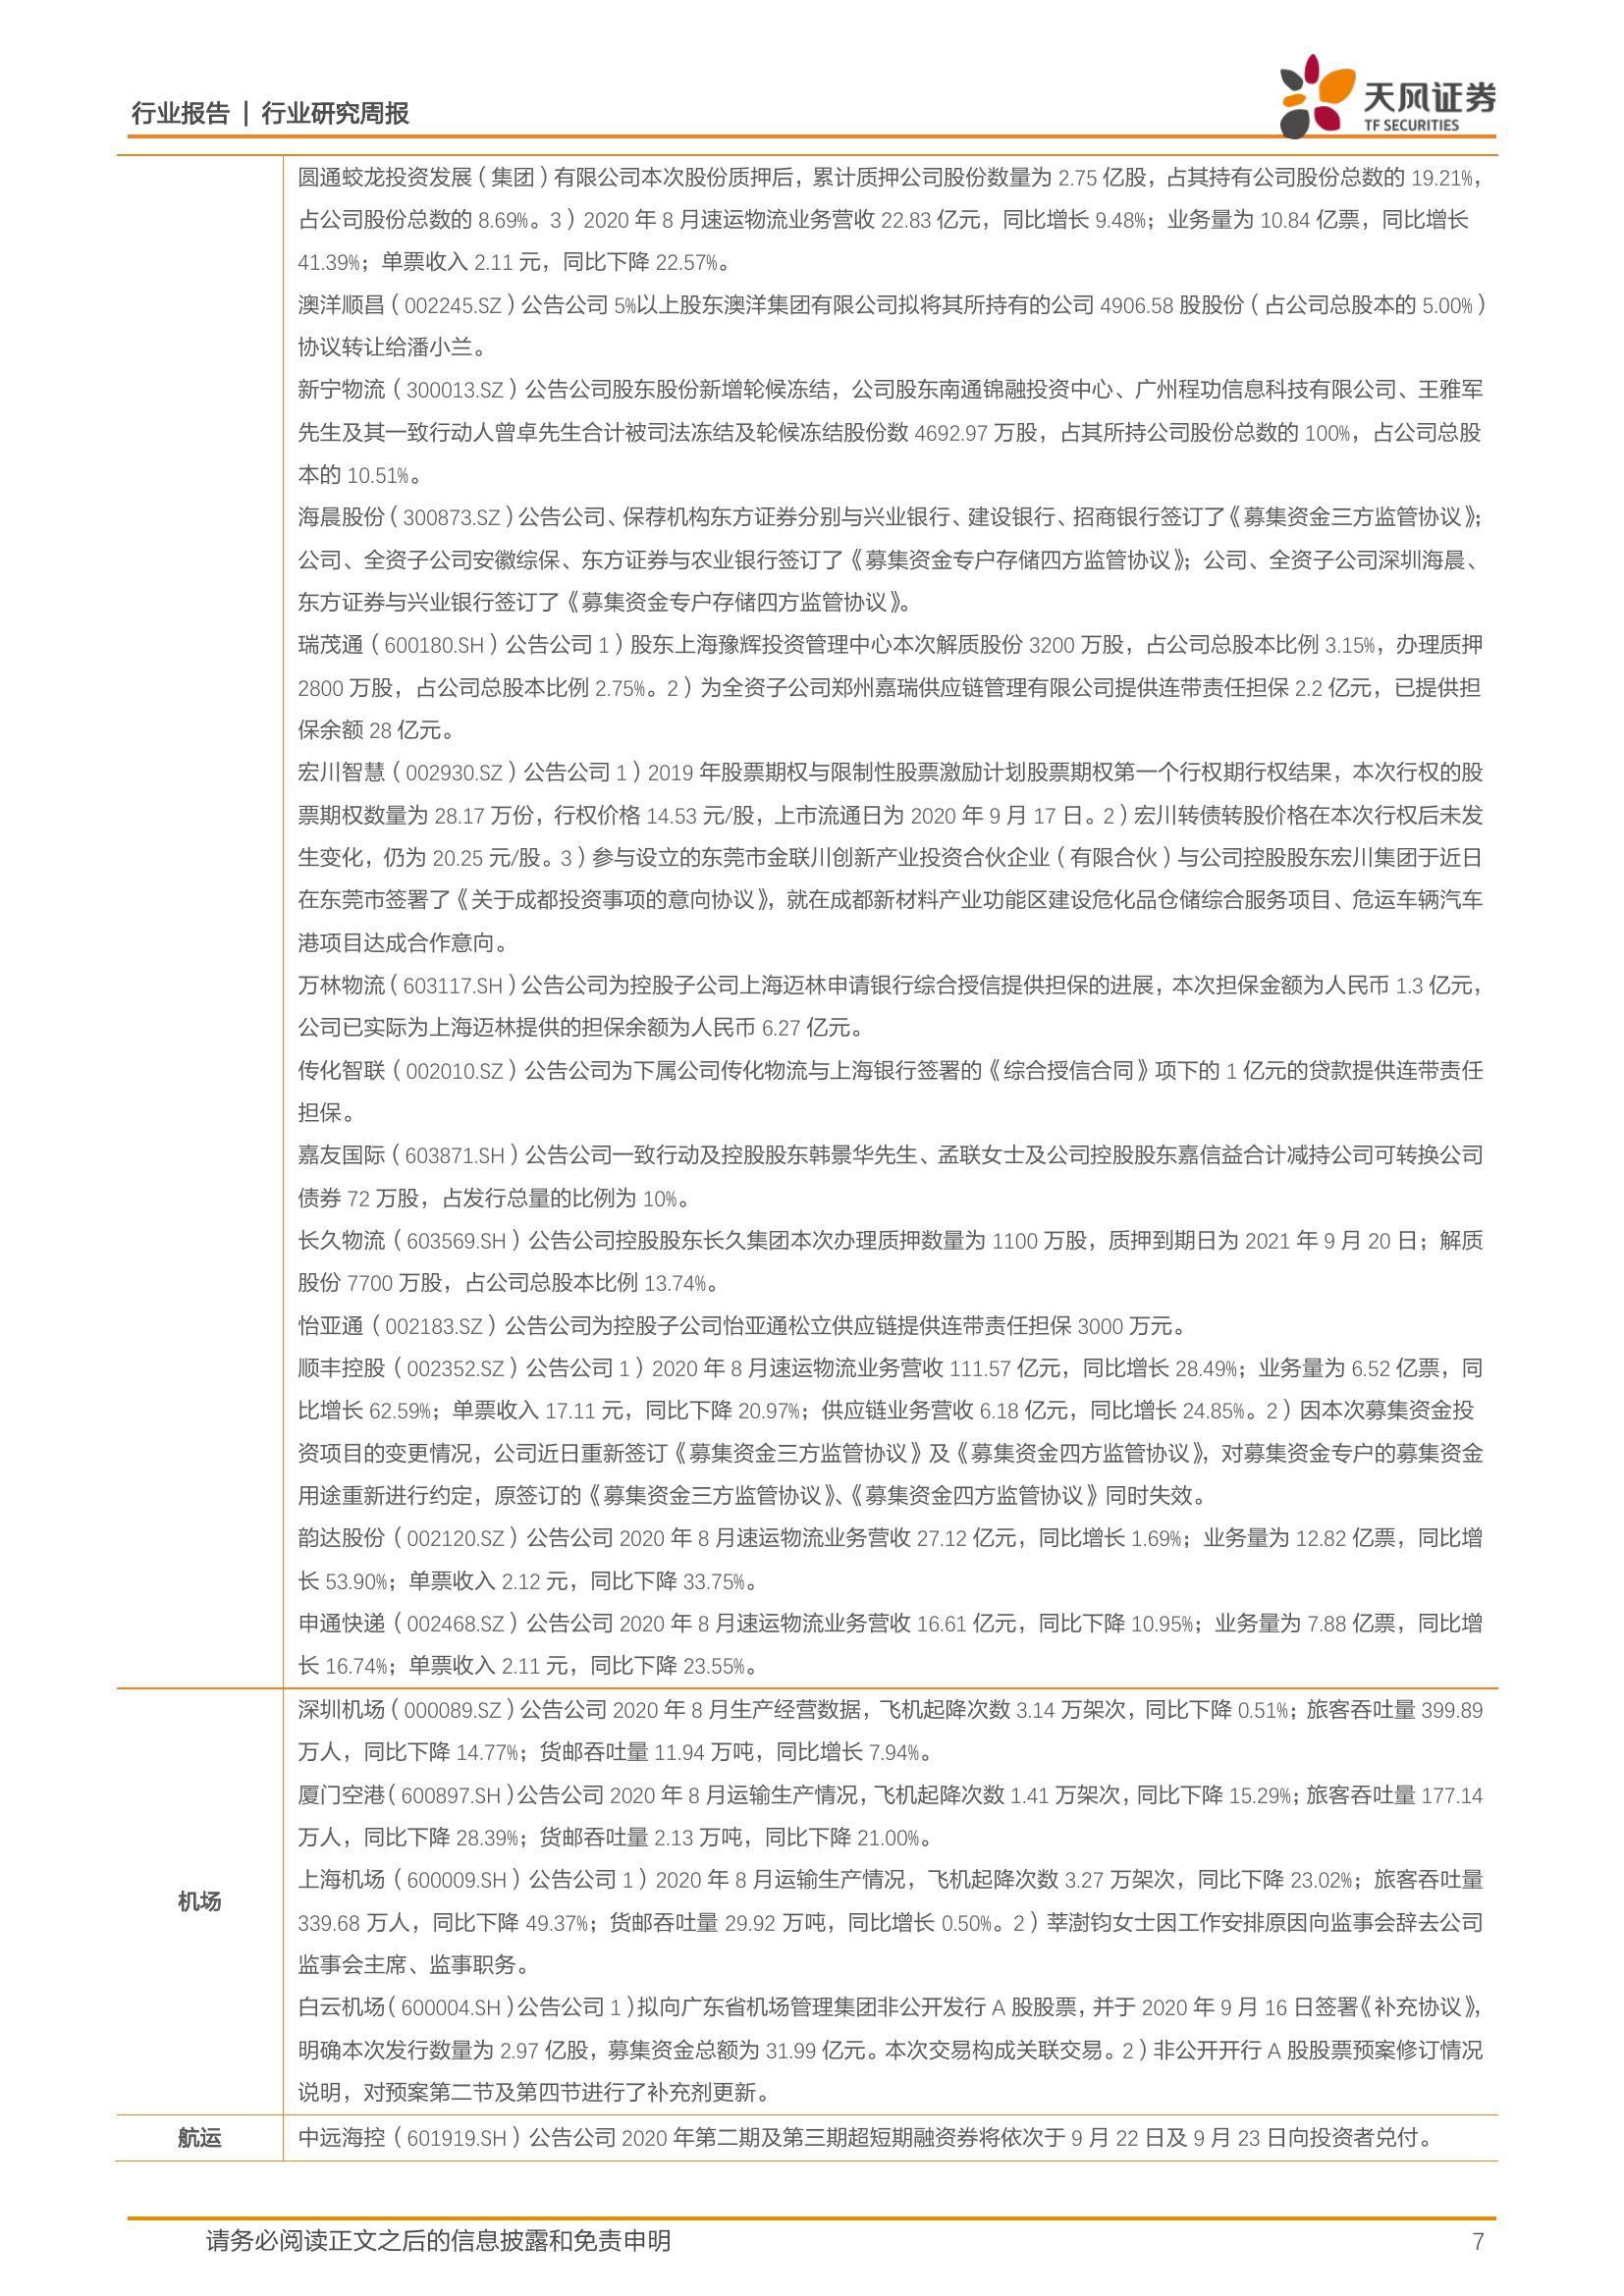 行业报告 | 行业研究周报
天风证券
TF SECURITIES
圆通蛟龙投资发展（集团）有限公司本次股份质押后，累计质押公司股份数量为 2.75 亿股，占其持有公司股份总数的 19.21%，
占公司股份总数的 8.69%。3）2020 年 8 月速运物流业务营收 22.83 亿元，同比增长 9.48%；业务量为 10.84 亿票，同比增长
41.39%；单票收入 2.11 元，同比下降 22.57%。
澳洋顺昌（002245.SZ）公告公司 5%以上股东澳洋集团有限公司拟将其所持有的公司 4906.58 股股份（占公司总股本的 5.00%）
协议转让给潘小兰。
新宁物流（300013.SZ）公告公司股东股份新增轮候冻结，公司股东南通锦融投资中心、广州程功信息科技有限公司、王雅军
先生及其一致行动人曾卓先生合计被司法冻结及轮候冻结股份数 4692.97 万股，占其所持公司股份总数的 100%，占公司总股
本的 10.51%。
海晨股份（300873.SZ）公告公司、保荐机构东方证券分别与兴业银行、建设银行、招商银行签订了《募集资金三方监管协议》；
公司、全资子公司安徽综保、东方证券与农业银行签订了《募集资金专户存储四方监管协议》；公司、全资子公司深圳海晨、
东方证券与兴业银行签订了《募集资金专户存储四方监管协议》。
瑞茂通（600180.SH）公告公司 1）股东上海豫辉投资管理中心本次解质股份 3200 万股，占公司总股本比例 3.15%，办理质押
2800 万股，占公司总股本比例 2.75%。2）为全资子公司郑州嘉瑞供应链管理有限公司提供连带责任担保 2.2 亿元，已提供担
保余额 28 亿元。
宏川智慧（002930.SZ）公告公司 1）2019 年股票期权与限制性股票激励计划股票期权第一个行权期行权结果，本次行权的股
票期权数量为 28.17 万份，行权价格 14.53 元/股，上市流通日为 2020 年 9 月 17 日。2）宏川转债转股价格在本次行权后未发
生变化，仍为 20.25 元/股。3）参与设立的东莞市金联川创新产业投资合伙企业（有限合伙）与公司控股股东宏川集团于近日
在东莞市签署了《关于成都投资事项的意向协议》，就在成都新材料产业功能区建设危化品仓储综合服务项目、危运车辆汽车
港项目达成合作意向。
万林物流（603117.SH）公告公司为控股子公司上海迈林申请银行综合授信提供担保的进展，本次担保金额为人民币 1.3 亿元，
公司已实际为上海迈林提供的担保余额为人民币 6.27 亿元。
传化智联（002010.SZ）公告公司为下属公司传化物流与上海银行签署的《综合授信合同》项下的 1 亿元的贷款提供连带责任
担保。
嘉友国际（603871.SH）公告公司一致行动及控股股东韩景华先生、孟联女士及公司控股股东嘉信益合计减持公司可转换公司
债券 72 万股，占发行总量的比例为 10%。
长久物流（603569.SH）公告公司控股股东长久集团本次办理质押数量为 1100 万股，质押到期日为 2021 年 9 月 20 日；解质
股份 7700 万股，占公司总股本比例 13.74%。
怡亚通（002183.SZ）公告公司为控股子公司怡亚通松立供应链提供连带责任担保 3000 万元。
顺丰控股（002352.SZ）公告公司 1）2020 年 8 月速运物流业务营收 111.57 亿元，同比增长 28.49%；业务量为 6.52 亿票，同
比增长 62.59%；单票收入 17.11 元，同比下降 20.97%；供应链业务营收 6.18 亿元，同比增长 24.85%。2）因本次募集资金投
资项目的变更情况，公司近日重新签订《募集资金三方监管协议》及《募集资金四方监管协议》，对募集资金专户的募集资金
用途重新进行约定，原签订的《募集资金三方监管协议》、《募集资金四方监管协议》同时失效。
韵达股份（002120.SZ）公告公司 2020 年 8 月速运物流业务营收 27.12 亿元，同比增长 1.69%；业务量为 12.82 亿票，同比增
长 53.90%；单票收入 2.12 元，同比下降 33.75%。
申通快递（002468.SZ）公告公司 2020 年 8 月速运物流业务营收 16.61 亿元，同比下降 10.95%；业务量为 7.88 亿票，同比增
长 16.74%；单票收入 2.11 元，同比下降 23.55%。
机场
深圳机场（000089.SZ）公告公司 2020 年 8 月生产经营数据，飞机起降次数 3.14 万架次，同比下降 0.51%；旅客吞吐量 399.89
万人，同比下降 14.77%；货邮吞吐量 11.94 万吨，同比增长 7.94%。
厦门空港（600897.SH）公告公司 2020 年 8 月运输生产情况，飞机起降次数 1.41 万架次，同比下降 15.29%；旅客吞吐量 177.14
万人，同比下降 28.39%；货邮吞吐量 2.13 万吨，同比下降 21.00%。
上海机场（600009.SH）公告公司 1）2020 年 8 月运输生产情况，飞机起降次数 3.27 万架次，同比下降 23.02%；旅客吞吐量
339.68 万人，同比下降 49.37%；货邮吞吐量 29.92 万吨，同比增长 0.50%。2）莘澍钧女士因工作安排原因向监事会辞去公司
监事会主席、监事职务。
白云机场（600004.SH）公告公司 1）拟向广东省机场管理集团非公开发行 A 股股票，并于 2020 年 9 月 16 日签署《补充协议》，
明确本次发行数量为 2.97 亿股，募集资金总额为 31.99 亿元。本次交易构成关联交易。2）非公开开行 A 股股票预案修订情况
说明，对预案第二节及第四节进行了补充剂更新。
航运
中远海控（601919.SH）公告公司 2020 年第二期及第三期超短期融资券将依次于 9 月 22 日及 9 月 23 日向投资者兑付。
请务必阅读正文之后的信息披露和免责申明
7